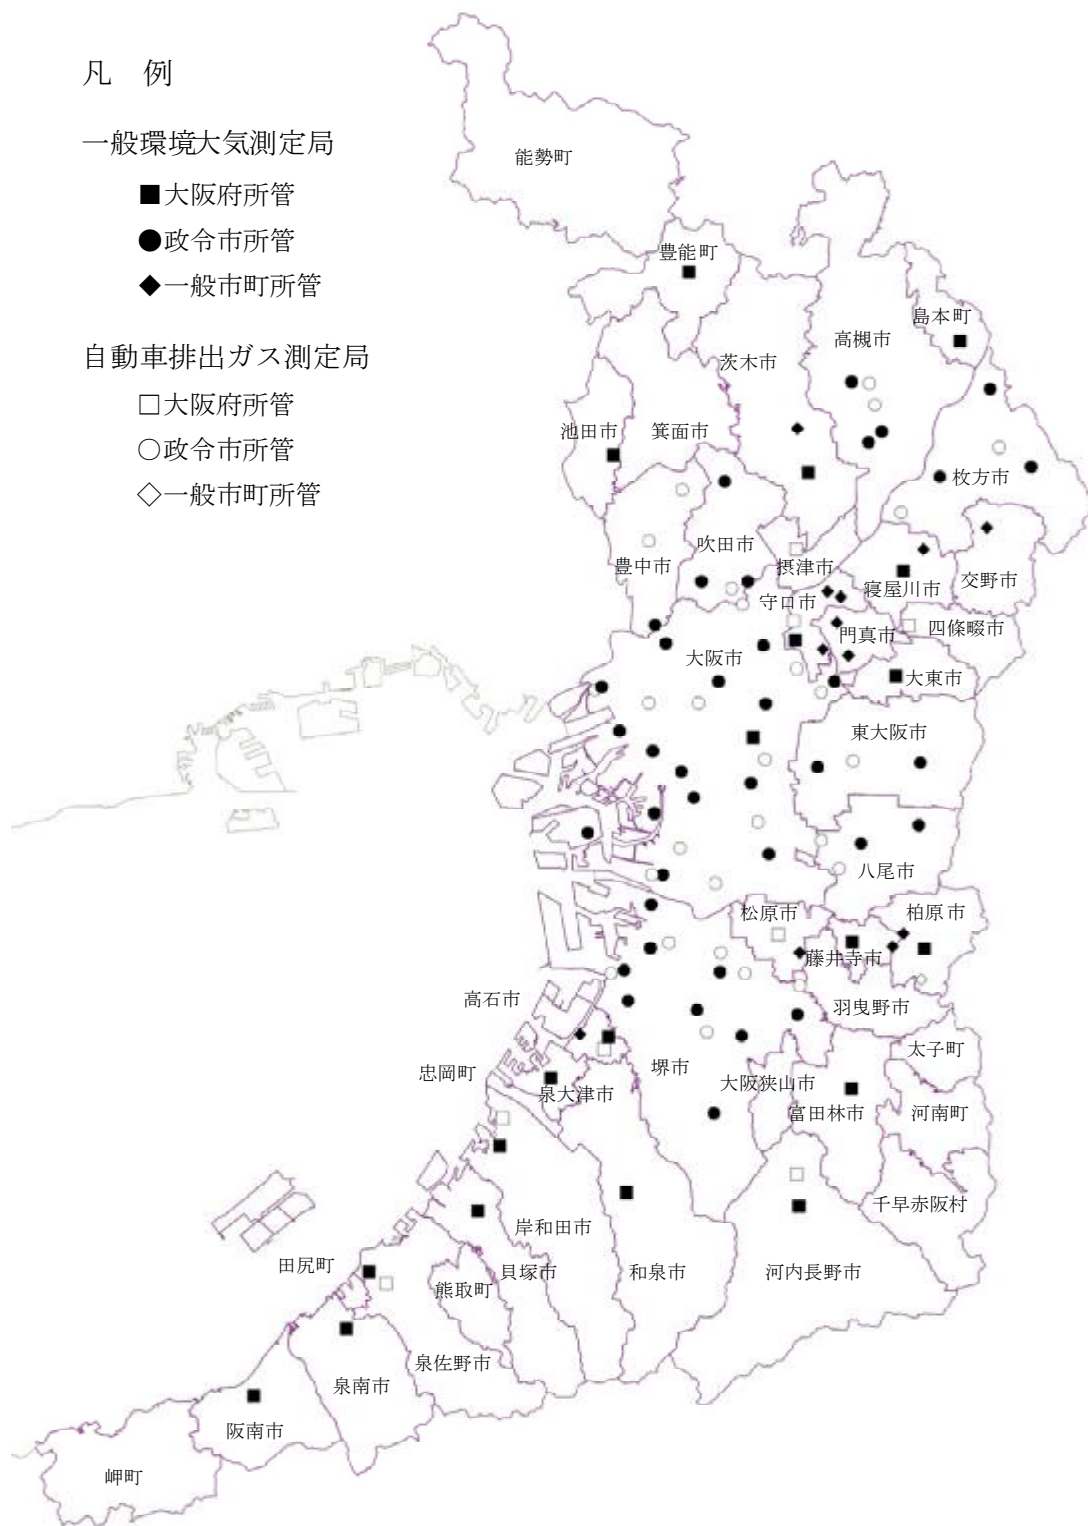 凡　例
一般環境大気測定局
■大阪府所管
●政令市所管
◆一般市町所管
自動車排出ガス測定局
□大阪府所管
○政令市所管
◇一般市町所管
能勢町
豊能町
島本町
高槻市
茨木市
池田市
箕面市
枚方市
吹田市
豊中市
摂津市
寝屋川市
交野市
守口市
門真市
四條畷市
大阪市
大東市
東大阪市
八尾市
松原市
柏原市
藤井寺市
高石市
羽曳野市
太子町
忠岡町
堺市
大阪狭山市
泉大津市
富田林市
河南町
千早赤阪村
岸和田市
田尻町
貝塚市
和泉市
河内長野市
熊取町
泉佐野市
泉南市
阪南市
岬町